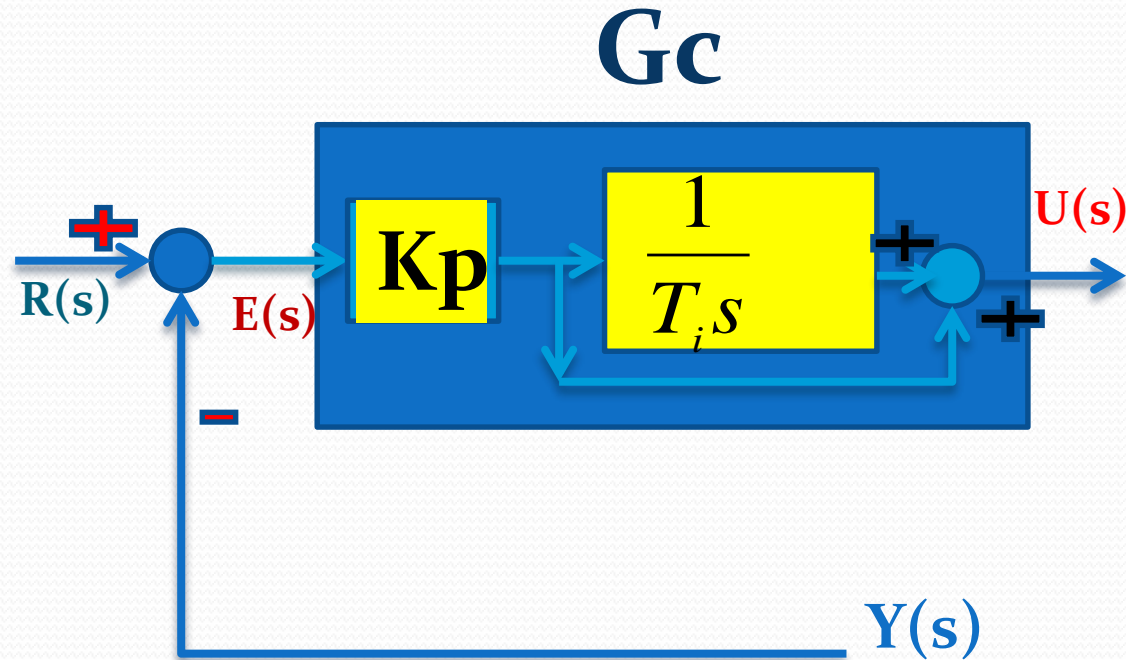 Gc
+
R(s)
E(s)
Kp
1
T_i s
+
+
U(s)
-
Y(s)